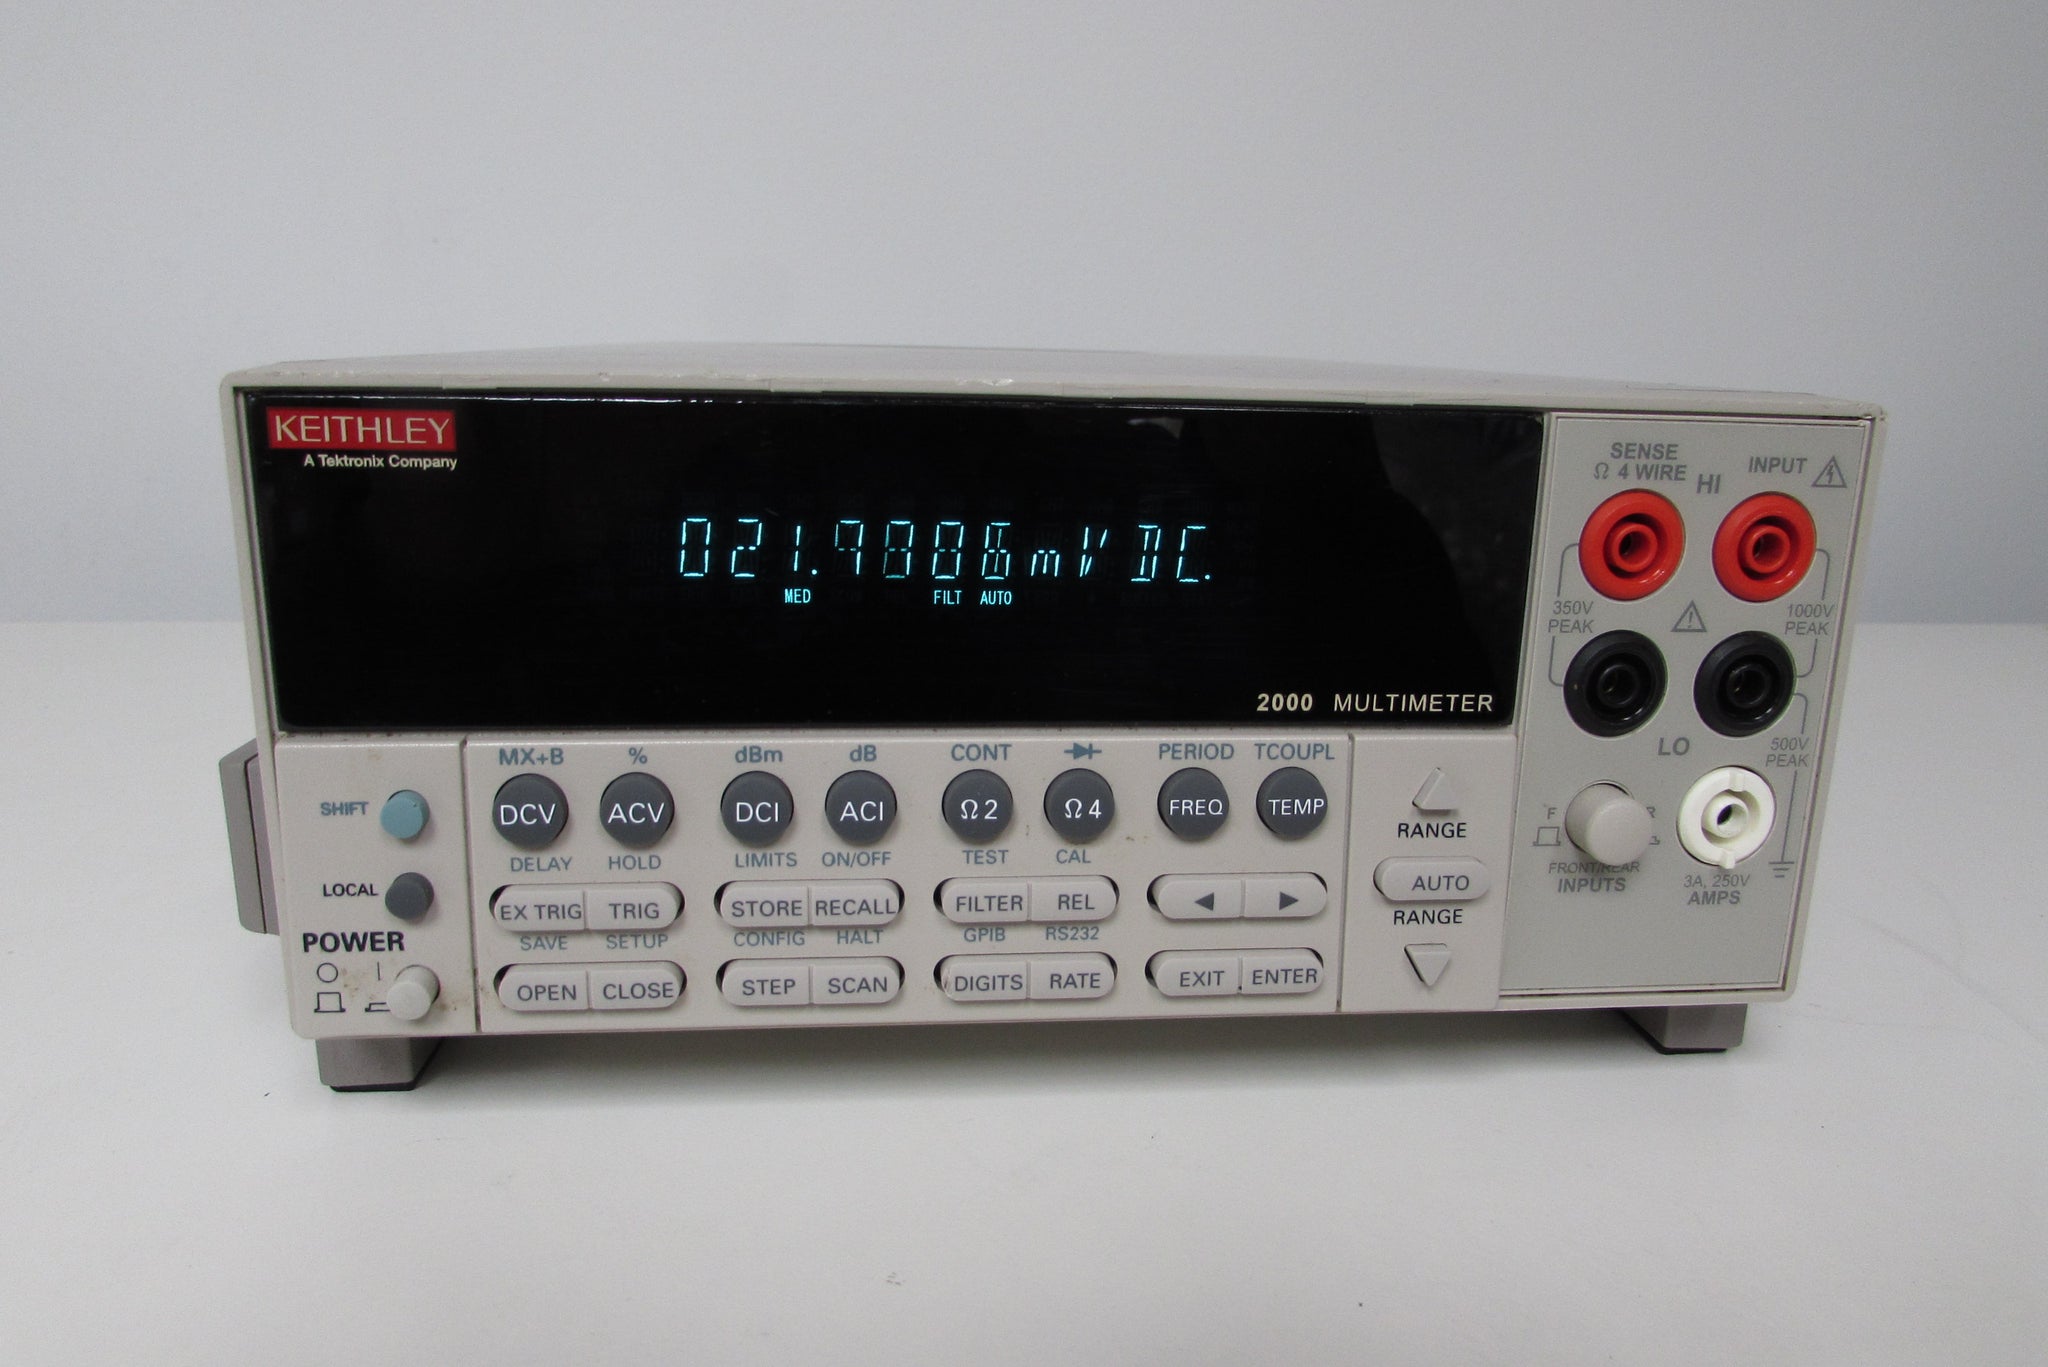 KEITHLEY
A Tektronix Company
mV DC.
MED FILT AUTO
2000 MULTIMETER
SENSE
Ω 4 WIRE
HI
INPUT
350V
PEAK
1000V
PEAK
LO
500V
PEAK
F R
FRONT/REAR
INPUTS
3A, 250V
AMPS
MX+B % dBm dB CONT PERIOD TCOUPL
SHIFT
DCV ACV DCI ACI Ω2 Ω4 FREQ TEMP
RANGE
DELAY HOLD LIMITS ON/OFF TEST CAL
LOCAL
EX TRIG TRIG STORE RECALL FILTER REL
AUTO
RANGE
POWER
SAVE SETUP CONFIG HALT GPIB RS232
OPEN CLOSE STEP SCAN DIGITS RATE EXIT ENTER